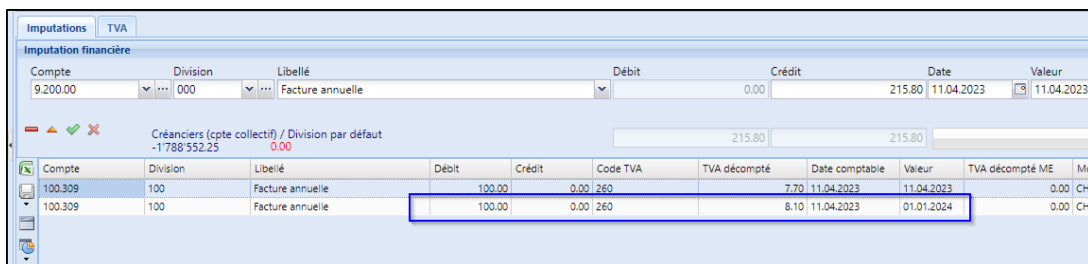 Imputations TVA
Imputation financière
Compte Division Libellé Débit Crédit Date Valeur
9.200.00 000 Facture annuelle 0.00 215.80 11.04.2023 11.04.2023
Créanciers (cpte collectif) / Division par défaut 215.80 215.80
-1'788'552.25 0.00
Compte Division Libellé Débit Crédit Code TVA TVA décompté Date comptable Valeur TVA décompté ME
100.309 100 Facture annuelle 100.00 0.00 260 7.70 11.04.2023 11.04.2023 0.00 CH
100.309 100 Facture annuelle 100.00 0.00 260 8.10 11.04.2023 01.01.2024 0.00 CH